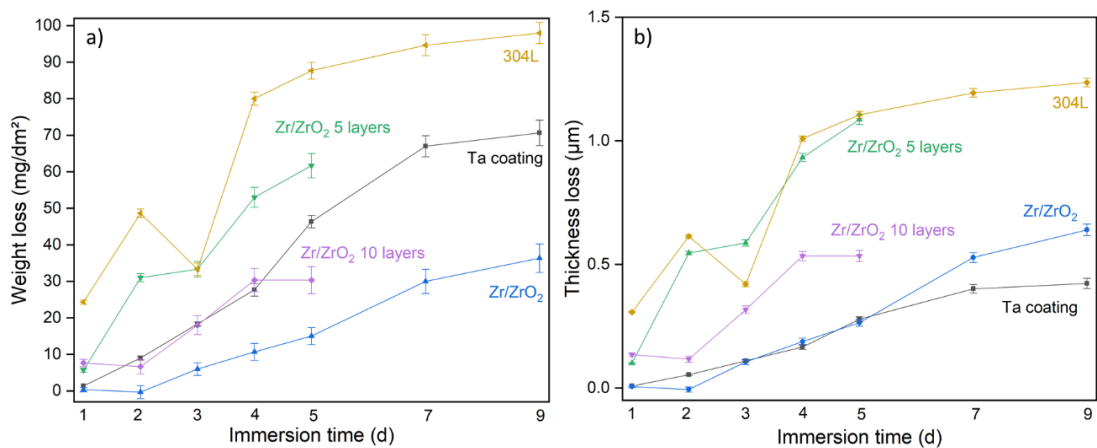 a)
Weight loss (mg/dm²)
100
90
80
70
60
50
40
30
20
10
0
304L
Zr/ZrO₂ 5 layers
Ta coating
Zr/ZrO₂ 10 layers
Zr/ZrO₂
1 2 3 4 5 7 9
Immersion time (d)
b)
Thickness loss (µm)
1.5
1.0
0.5
0.0
304L
Zr/ZrO₂ 5 layers
Zr/ZrO₂
Zr/ZrO₂ 10 layers
Ta coating
1 2 3 4 5 7 9
Immersion time (d)